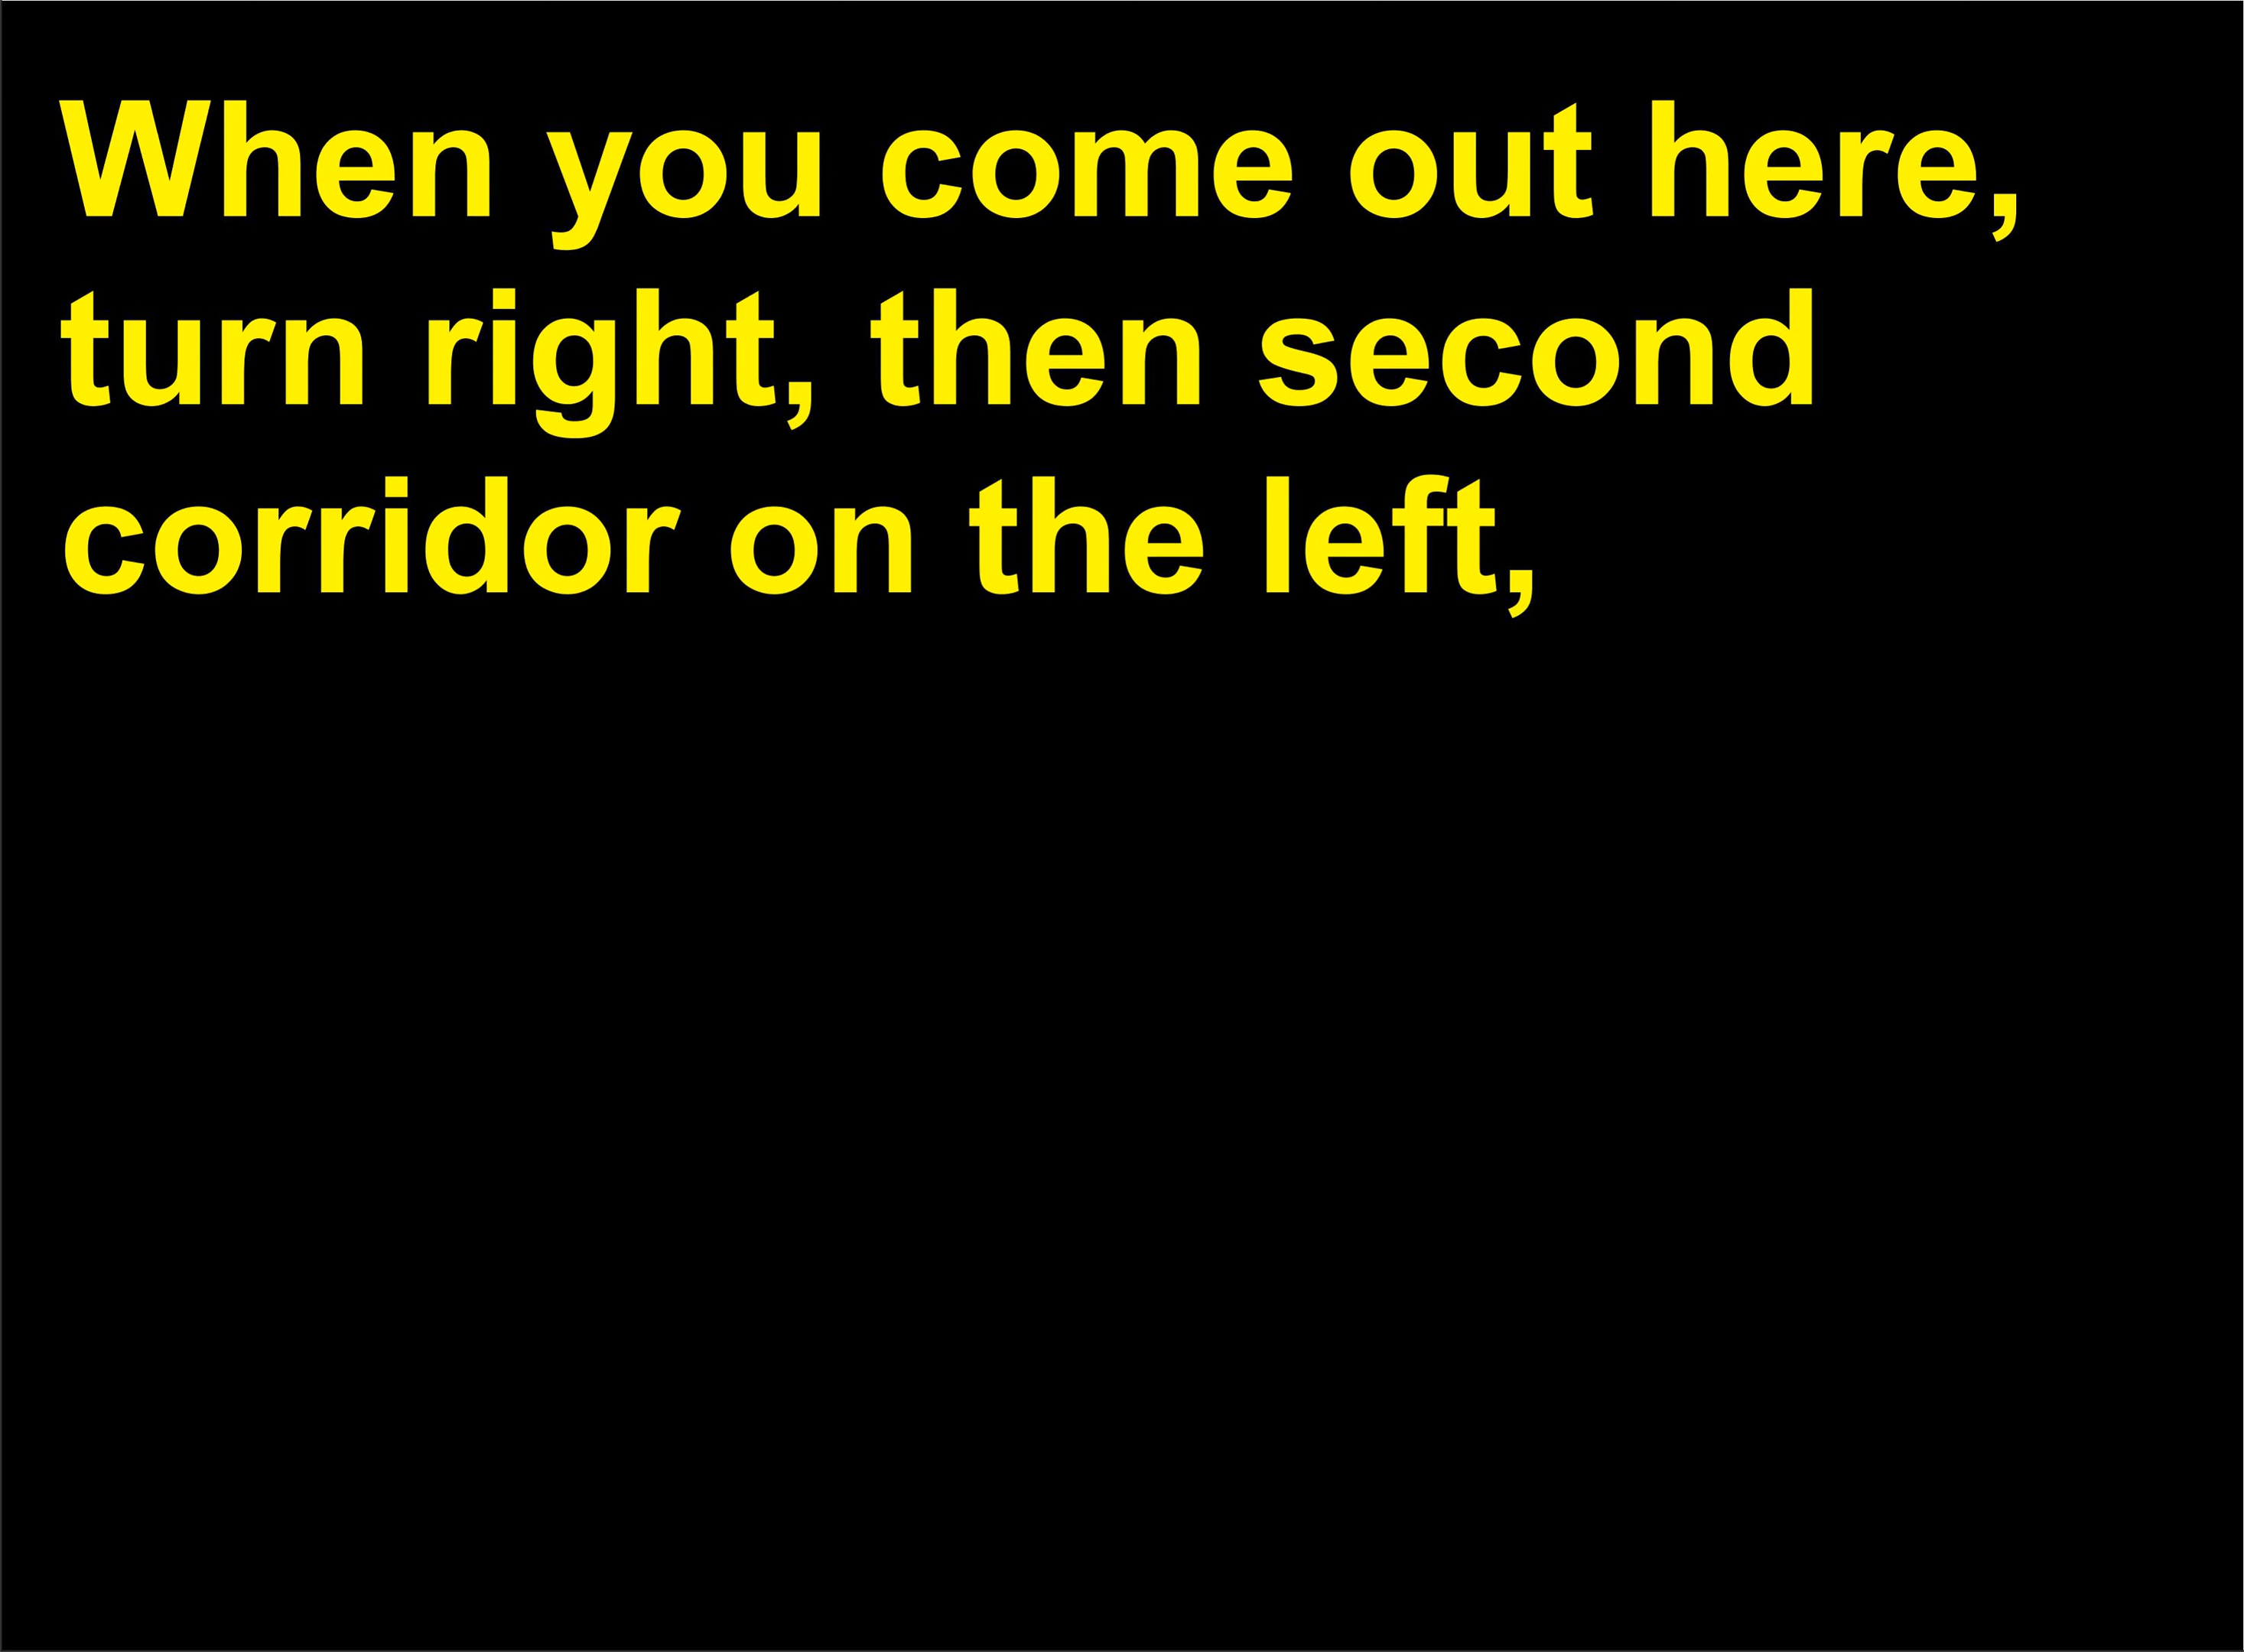 When you come out here,
turn right, then second
corridor on the left,